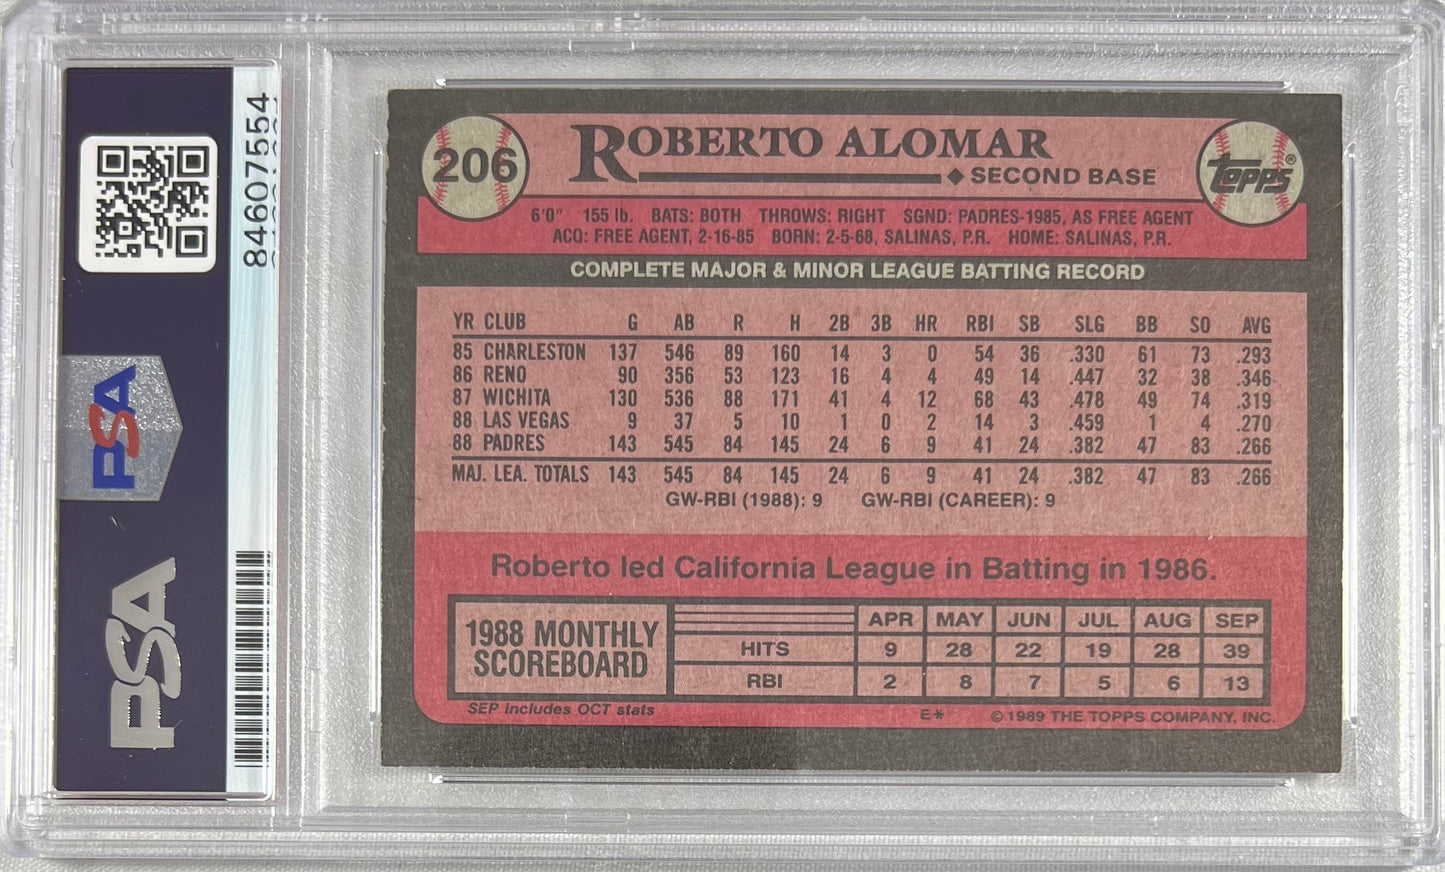 84607554
PSA
PSA
206
ROBERTO ALOMAR
SECOND BASE
TOPPS®
6'0" 155 lb. BATS: BOTH THROWS: RIGHT SGND: PADRES-1985, AS FREE AGENT
ACQ: FREE AGENT, 2-16-85 BORN: 2-5-68, SALINAS, P.R. HOME: SALINAS, P.R.
COMPLETE MAJOR & MINOR LEAGUE BATTING RECORD
YR CLUB G AB R H 2B 3B HR RBI SB SLG BB SO AVG
85 CHARLESTON 137 546 89 160 14 3 0 54 36 .330 61 73 .293
86 RENO 90 356 53 123 16 4 4 49 14 .447 32 38 .346
87 WICHITA 130 536 88 171 41 4 12 68 43 .478 49 74 .319
88 LAS VEGAS 9 37 5 10 1 0 2 14 3 .459 1 4 .270
88 PADRES 143 545 84 145 24 6 9 41 24 .382 47 83 .266
MAJ. LEA. TOTALS 143 545 84 145 24 6 9 41 24 .382 47 83 .266
GW-RBI (1988): 9 GW-RBI (CAREER): 9
Roberto led California League in Batting in 1986.
1988 MONTHLY
SCOREBOARD
APR MAY JUN JUL AUG SEP
HITS 9 28 22 19 28 39
RBI 2 8 7 5 6 13
SEP includes OCT stats
E* ©1989 THE TOPPS COMPANY, INC.